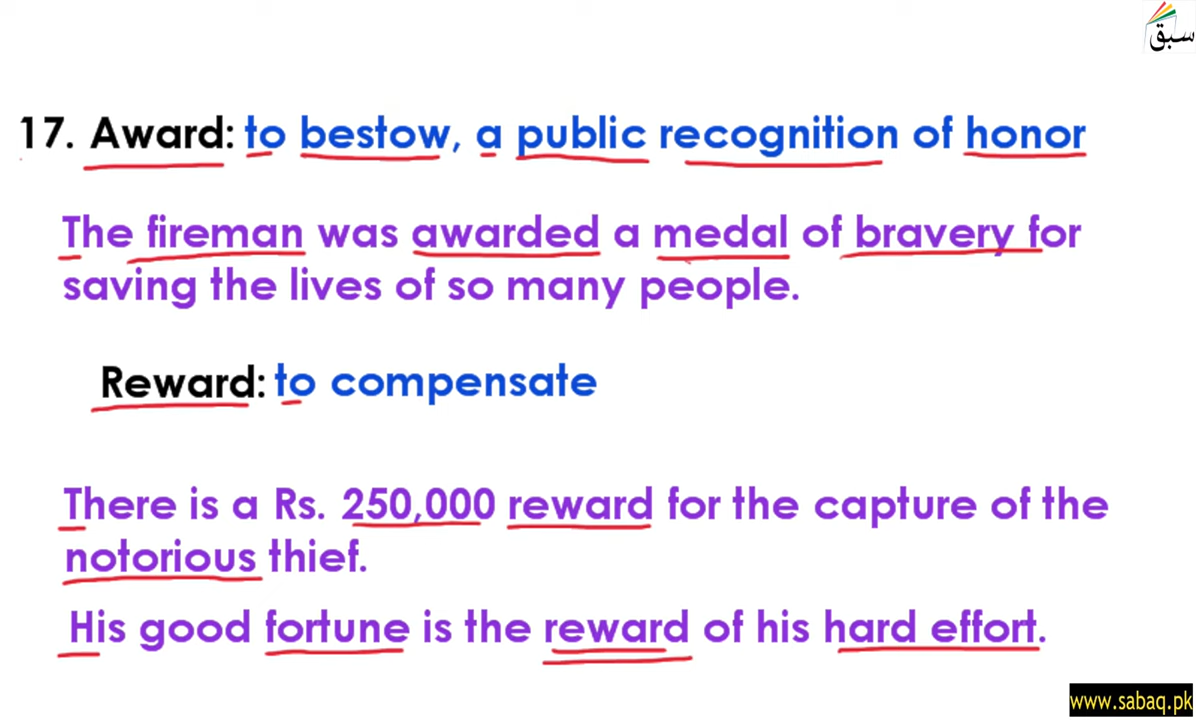 سبق
17. Award: to bestow, a public recognition of honor
The fireman was awarded a medal of bravery for
saving the lives of so many people.
Reward: to compensate
There is a Rs. 250,000 reward for the capture of the
notorious thief.
His good fortune is the reward of his hard effort.
www.sabaq.pk